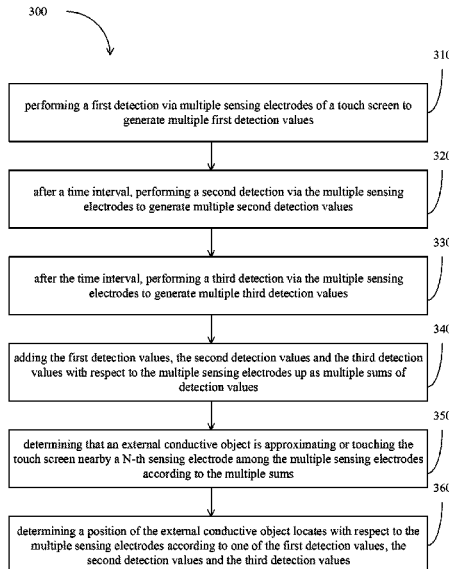 300
310
performing a first detection via multiple sensing electrodes of a touch screen to
generate multiple first detection values
320
after a time interval, performing a second detection via the multiple sensing
electrodes to generate multiple second detection values
330
after the time interval, performing a third detection via the multiple sensing
electrodes to generate multiple third detection values
340
adding the first detection values, the second detection values and the third detection
values with respect to the multiple sensing electrodes up as multiple sums of
detection values
350
determining that an external conductive object is approximating or touching the
touch screen nearby a N-th sensing electrode among the multiple sensing electrodes
according to the multiple sums
360
determining a position of the external conductive object locates with respect to the
multiple sensing electrodes according to one of the first detection values, the
second detection values and the third detection values